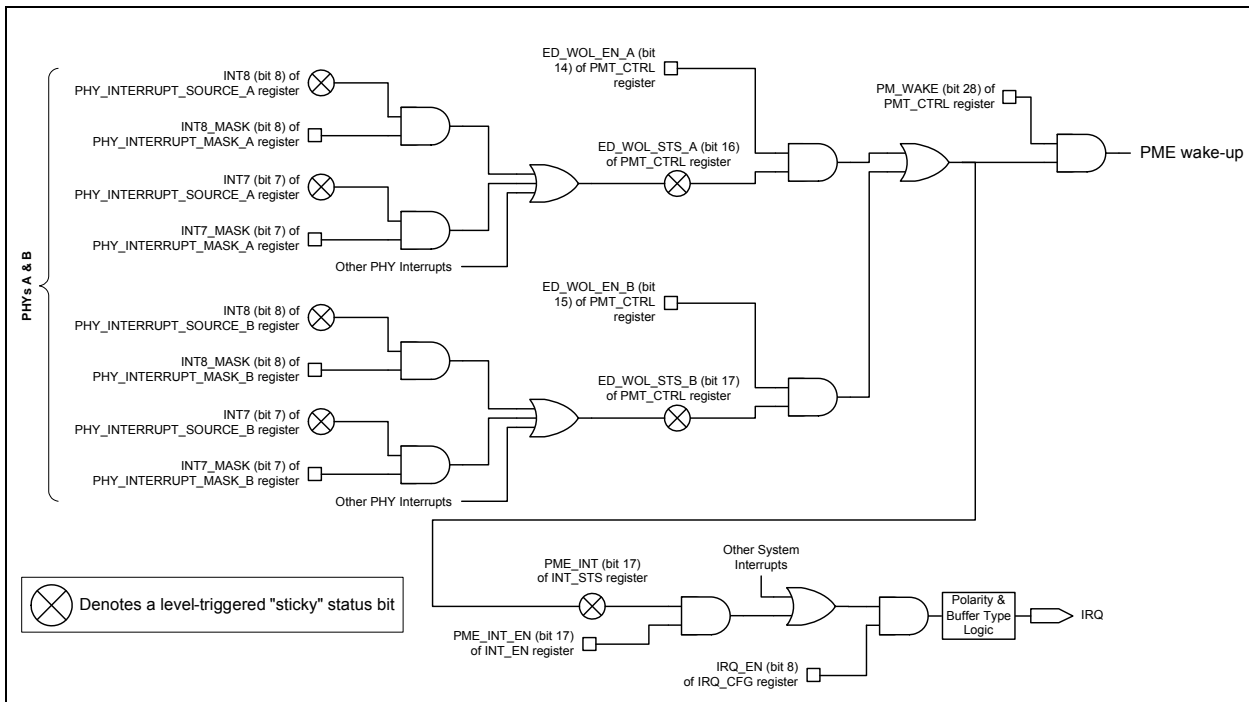 PHYs A & B
INT8 (bit 8) of
PHY_INTERRUPT_SOURCE_A register
INT8_MASK (bit 8) of
PHY_INTERRUPT_MASK_A register
INT7 (bit 7) of
PHY_INTERRUPT_SOURCE_A register
INT7_MASK (bit 7) of
PHY_INTERRUPT_MASK_A register
Other PHY Interrupts
ED_WOL_EN_A (bit
14) of PMT_CTRL
register
ED_WOL_STS_A (bit 16)
of PMT_CTRL register
PM_WAKE (bit 28) of
PMT_CTRL register
PME wake-up
INT8 (bit 8) of
PHY_INTERRUPT_SOURCE_B register
INT8_MASK (bit 8) of
PHY_INTERRUPT_MASK_B register
INT7 (bit 7) of
PHY_INTERRUPT_SOURCE_B register
INT7_MASK (bit 7) of
PHY_INTERRUPT_MASK_B register
Other PHY Interrupts
ED_WOL_EN_B (bit
15) of PMT_CTRL
register
ED_WOL_STS_B (bit 17)
of PMT_CTRL register
Denotes a level-triggered "sticky" status bit
PME_INT (bit 17)
of INT_STS register
PME_INT_EN (bit 17)
of INT_EN register
Other System
Interrupts
IRQ_EN (bit 8)
of IRQ_CFG register
Polarity &
Buffer Type
Logic
IRQ